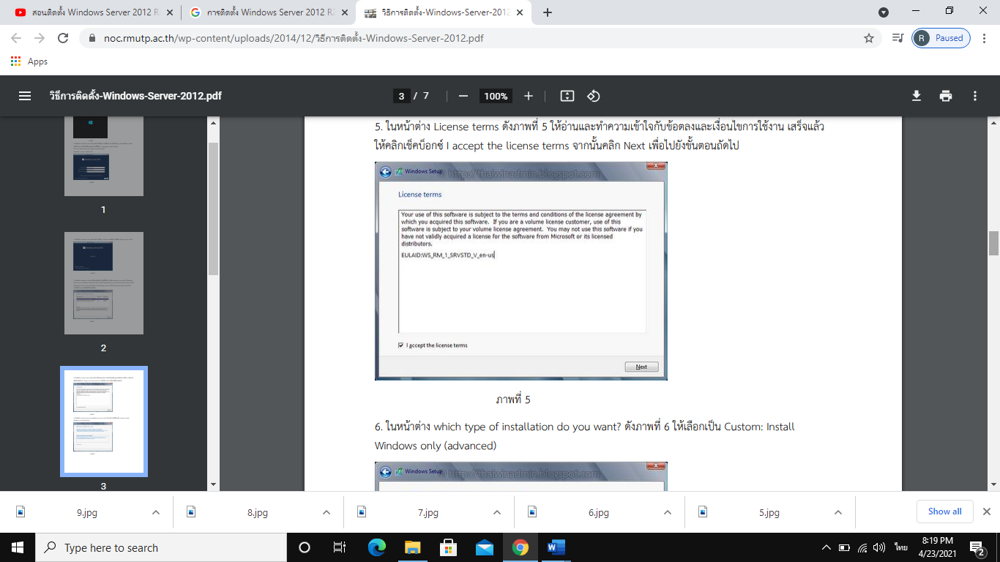 สอนติดตั้ง Windows Server 2012 R
การติดตั้ง Windows Server 2012 R2
วิธีการติดตั้ง-Windows-Server-2012
noc.rmutp.ac.th/wp-content/uploads/2014/12/วิธีการติดตั้ง-Windows-Server-2012.pdf
R Paused
Apps
วิธีการติดตั้ง-Windows-Server-2012.pdf
3 / 7
100%
1
2
3
5. ในหน้าต่าง License terms ดังภาพที่ 5 ให้อ่านและทำความเข้าใจกับข้อตกลงและเงื่อนไขการใช้งาน เสร็จแล้ว
ให้คลิกเช็คบ็อกซ์ I accept the license terms จากนั้นคลิก Next เพื่อไปยังขั้นตอนถัดไป
Windows Setup
© http://thaiwinadmin.blogspot.com
License terms
Your use of this software is subject to the terms and conditions of the license agreement by
which you acquired this software. If you are a volume license customer, use of this
software is subject to your volume license agreement. You may not use this software if you
have not validly acquired a license for the software from Microsoft or its licensed
distributors.
EULAID:WS_RM_1_SRVSTD_V_en-us
I accept the license terms
Next
ภาพที่ 5
6. ในหน้าต่าง which type of installation do you want? ดังภาพที่ 6 ให้เลือกเป็น Custom: Install
Windows only (advanced)
Windows Setup
© http://thaiwinadmin.blogspot.com
9.jpg
8.jpg
7.jpg
6.jpg
5.jpg
Show all
Type here to search
ไทย
8:19 PM
4/23/2021
2